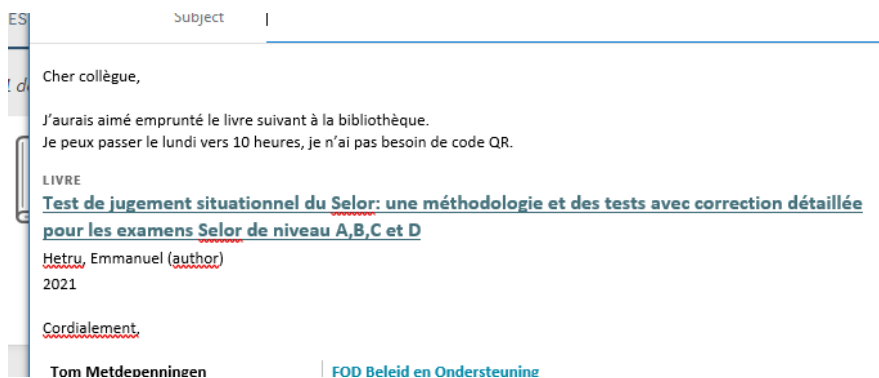 ES
Subject
Cher collègue,
J'aurais aimé emprunté le livre suivant à la bibliothèque.
Je peux passer le lundi vers 10 heures, je n'ai pas besoin de code QR.
LIVRE
Test de jugement situationnel du Selor: une méthodologie et des tests avec correction détaillée
pour les examens Selor de niveau A,B,C et D
Hetru, Emmanuel (author)
2021
Cordialement,
Tom Metdepenningen FOD Beleid en Ondersteuning